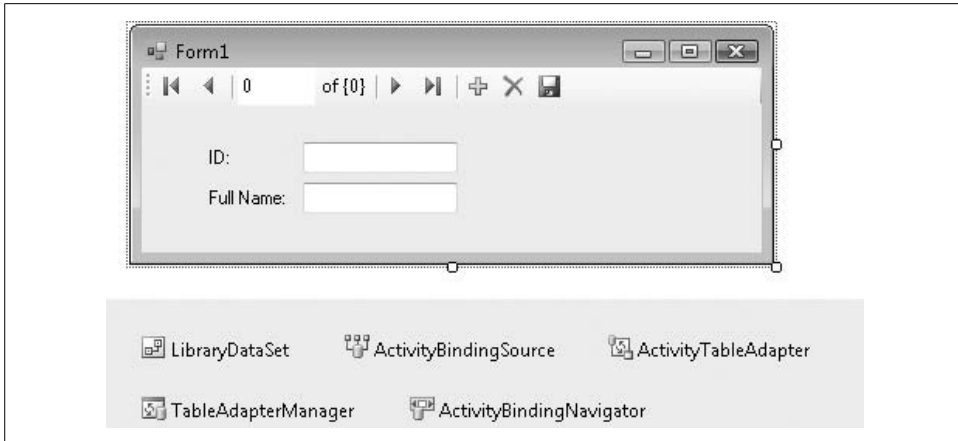 Form1
0 of {0}
ID:
Full Name:
LibraryDataSet ActivityBindingSource ActivityTableAdapter
TableAdapterManager ActivityBindingNavigator